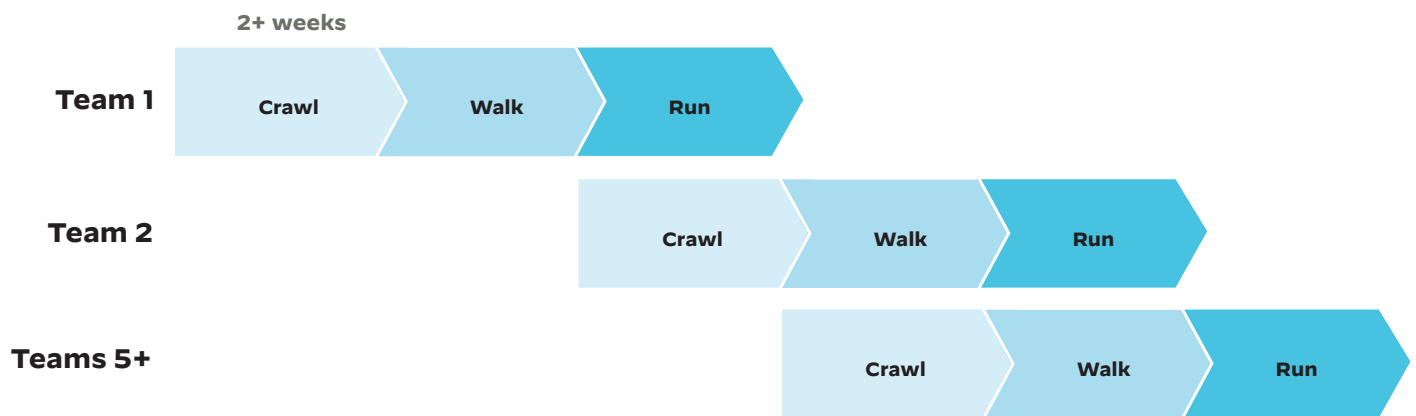 2+ weeks
Team 1
Crawl
Walk
Run
Team 2
Crawl
Walk
Run
Teams 5+
Crawl
Walk
Run